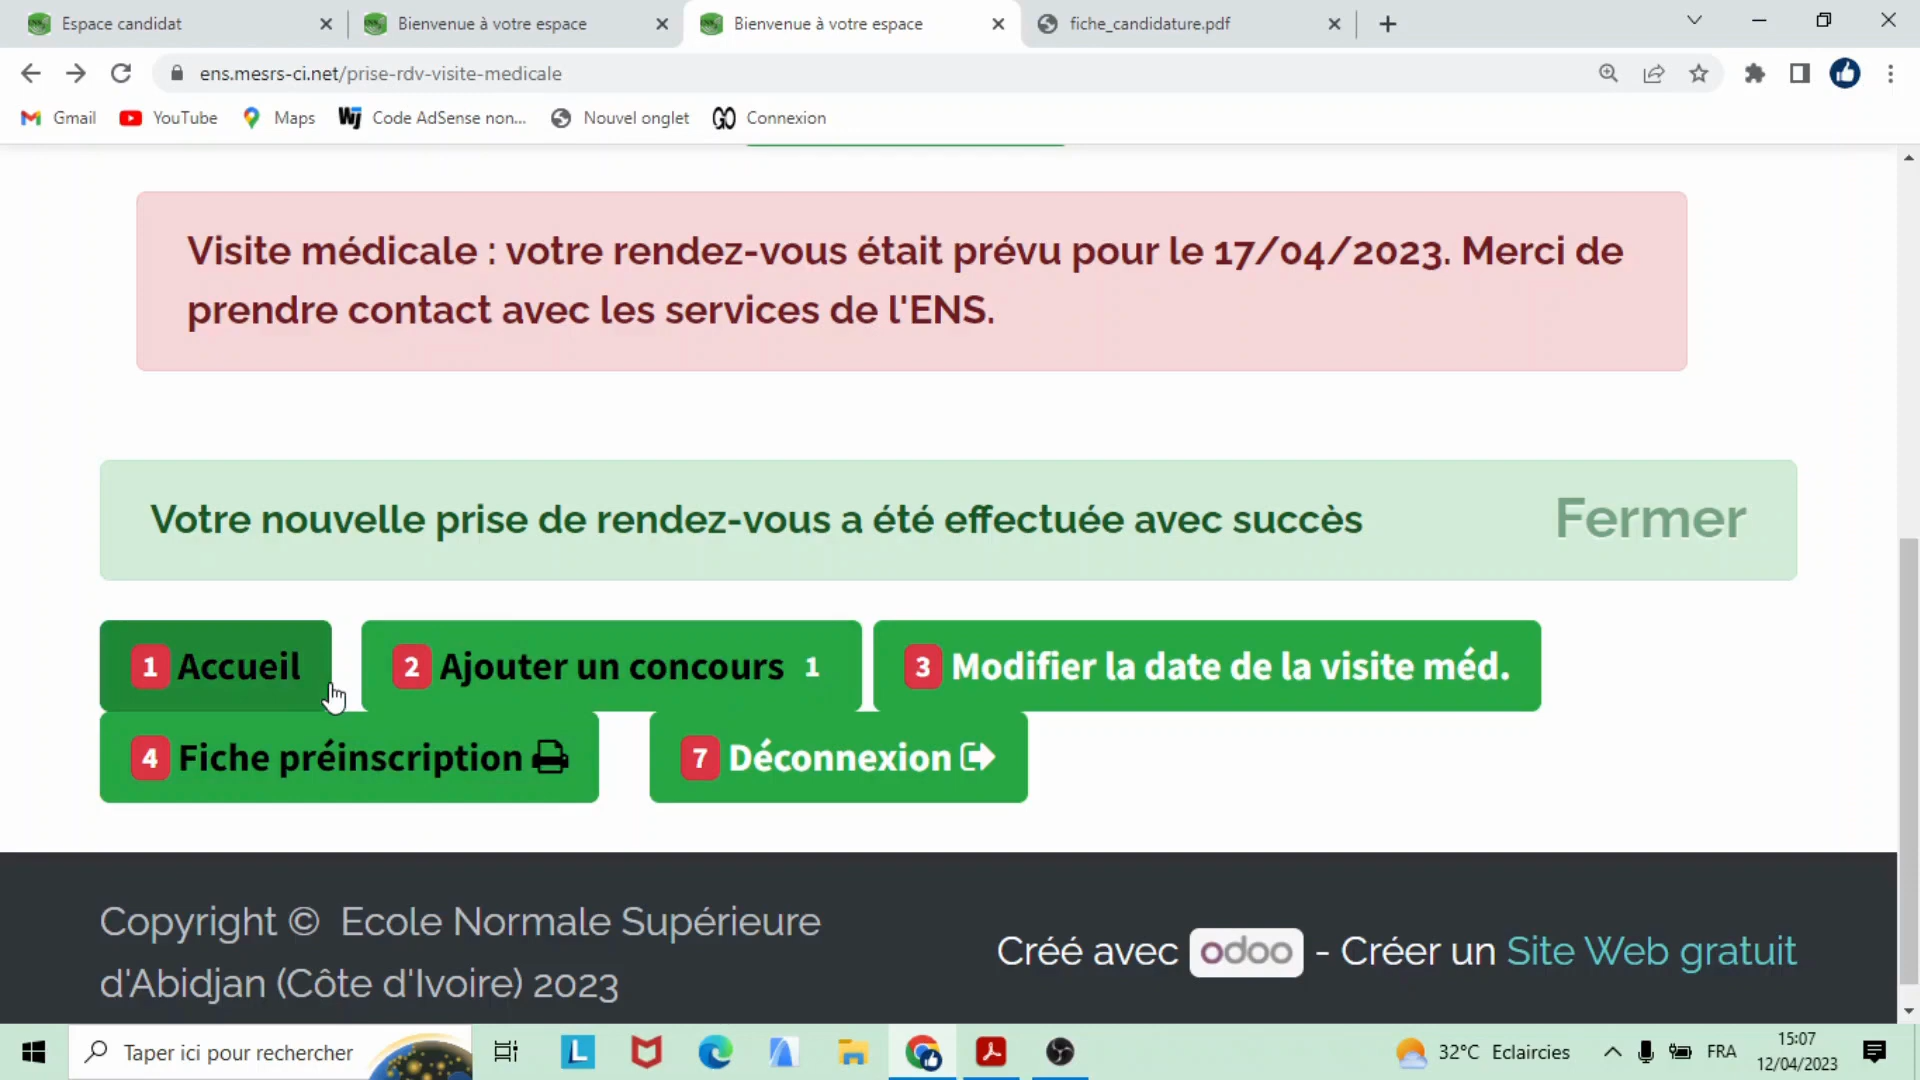 Espace candidat
Bienvenue à votre espace
Bienvenue à votre espace
fiche_candidature.pdf
ens.mesrs-ci.net/prise-rdv-visite-medicale
Gmail
YouTube
Maps
Code AdSense non...
Nouvel onglet
Connexion
Visite médicale : votre rendez-vous était prévu pour le 17/04/2023. Merci de
prendre contact avec les services de l'ENS.
Votre nouvelle prise de rendez-vous a été effectuée avec succès
Fermer
1 Accueil
2 Ajouter un concours 1
3 Modifier la date de la visite méd.
4 Fiche préinscription
7 Déconnexion
Copyright © Ecole Normale Supérieure
d'Abidjan (Côte d'Ivoire) 2023
Créé avec odoo - Créer un Site Web gratuit
Taper ici pour rechercher
L
32°C Eclaircies
FRA
15:07
12/04/2023